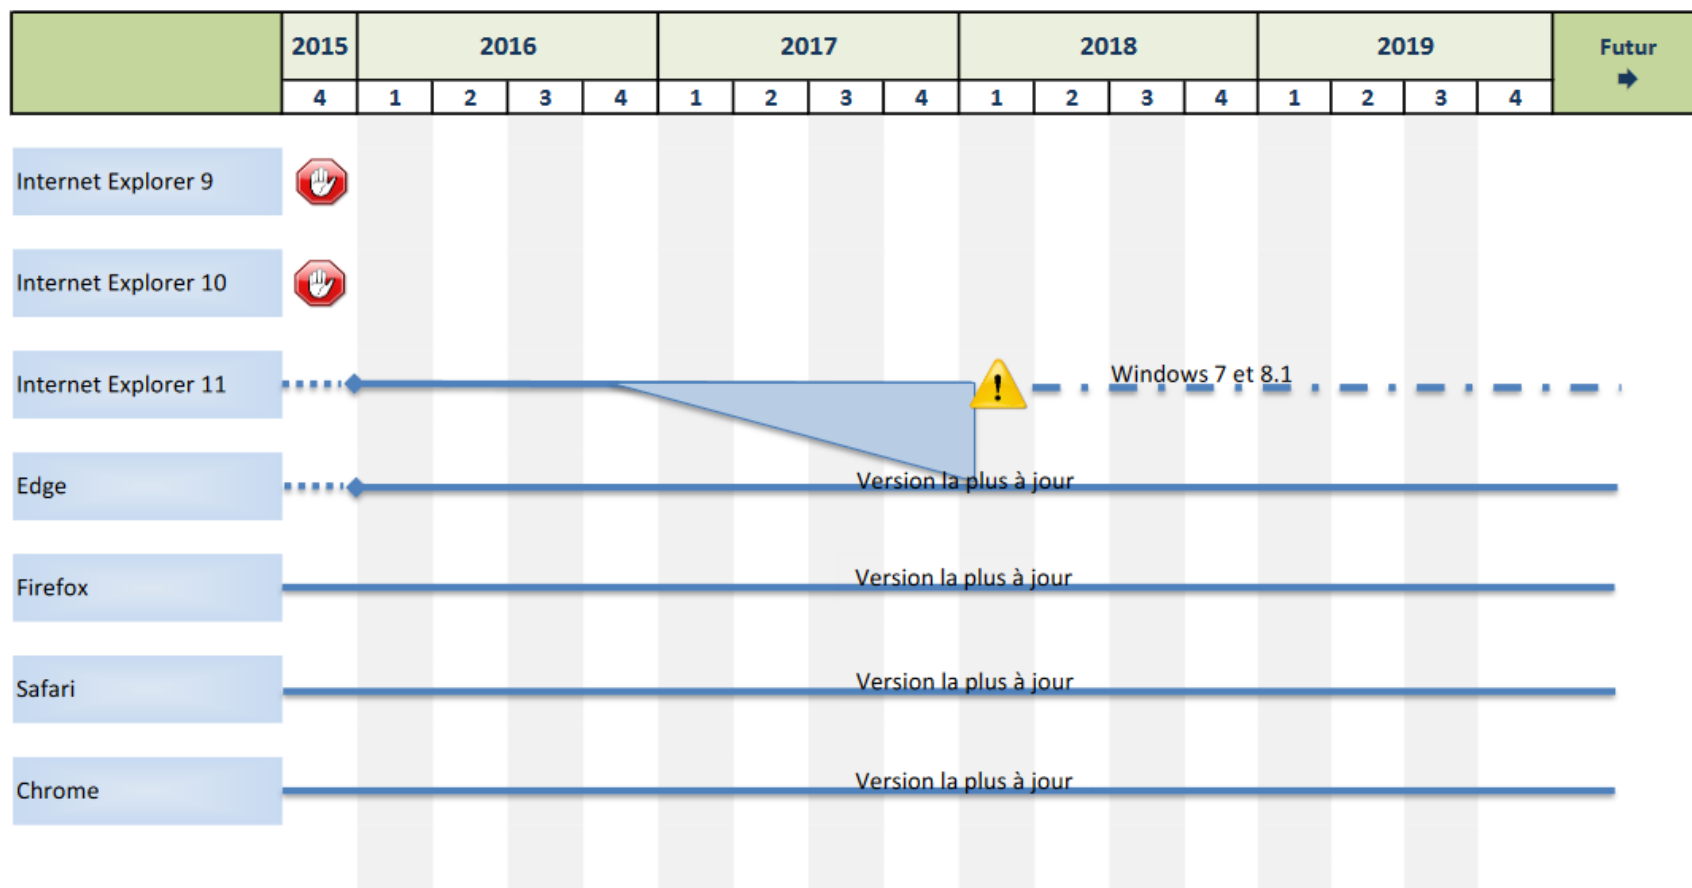 2015 2016 2017 2018 2019 Futur
4 1 2 3 4 1 2 3 4 1 2 3 4 1 2 3 4
Internet Explorer 9
Internet Explorer 10
Internet Explorer 11
Windows 7 et 8.1
Edge
Version la plus à jour
Firefox
Version la plus à jour
Safari
Version la plus à jour
Chrome
Version la plus à jour